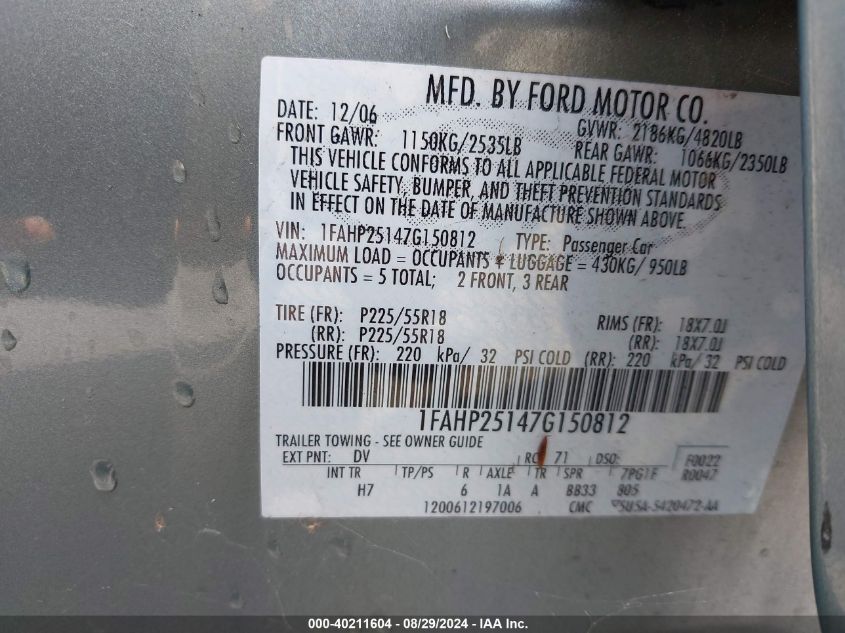 MFD. BY FORD MOTOR CO.
DATE: 12/06 GVWR: 2186KG/4820LB
FRONT GAWR: 1150KG/2535LB REAR GAWR: 1066KG/2350LB
THIS VEHICLE CONFORMS TO ALL APPLICABLE FEDERAL MOTOR
VEHICLE SAFETY, BUMPER, AND THEFT PREVENTION STANDARDS
IN EFFECT ON THE DATE OF MANUFACTURE SHOWN ABOVE.
VIN: 1FAHP25147G150812 TYPE: Passenger Car
MAXIMUM LOAD = OCCUPANTS + LUGGAGE = 430KG/ 950LB
OCCUPANTS = 5 TOTAL; 2 FRONT, 3 REAR
TIRE (FR): P225/55R18 RIMS (FR): 18X7.0J
(RR): P225/55R18 (RR): 18X7.0J
PRESSURE (FR): 220 kPa/ 32 PSI COLD (RR): 220 kPa/ 32 PSI COLD
1FAHP25147G150812
TRAILER TOWING - SEE OWNER GUIDE
EXT PNT: DV RC: 71 DSO: F0022
INT TR TP/PS R AXLE TR SPR 7PG1F R0047
H7 6 1A A BB33 805
1200612197006 CMC 5U5A-5420472-AA
000-40211604 - 08/29/2024 - IAA Inc.